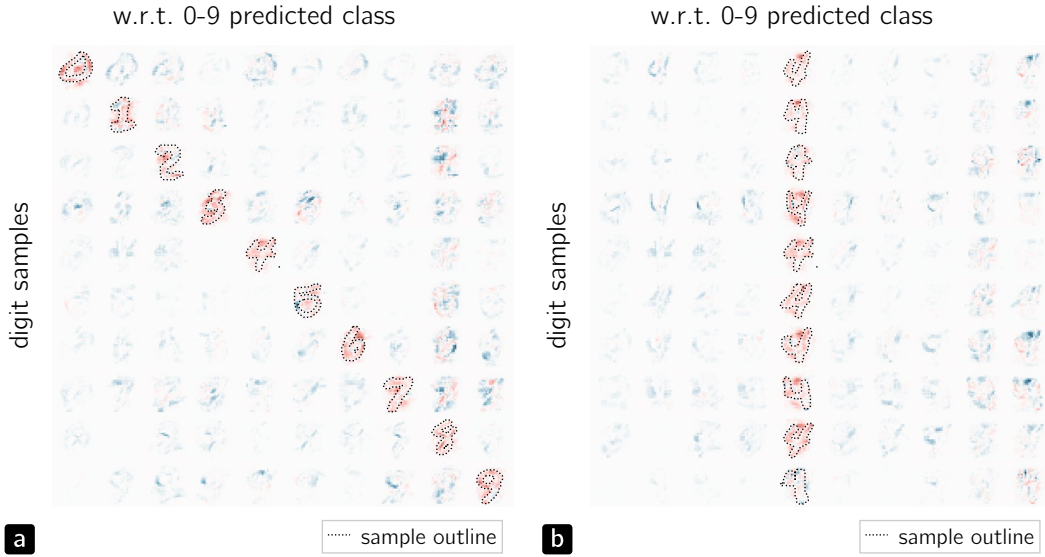 w.r.t. 0-9 predicted class
digit samples
a
sample outline
w.r.t. 0-9 predicted class
digit samples
b
sample outline